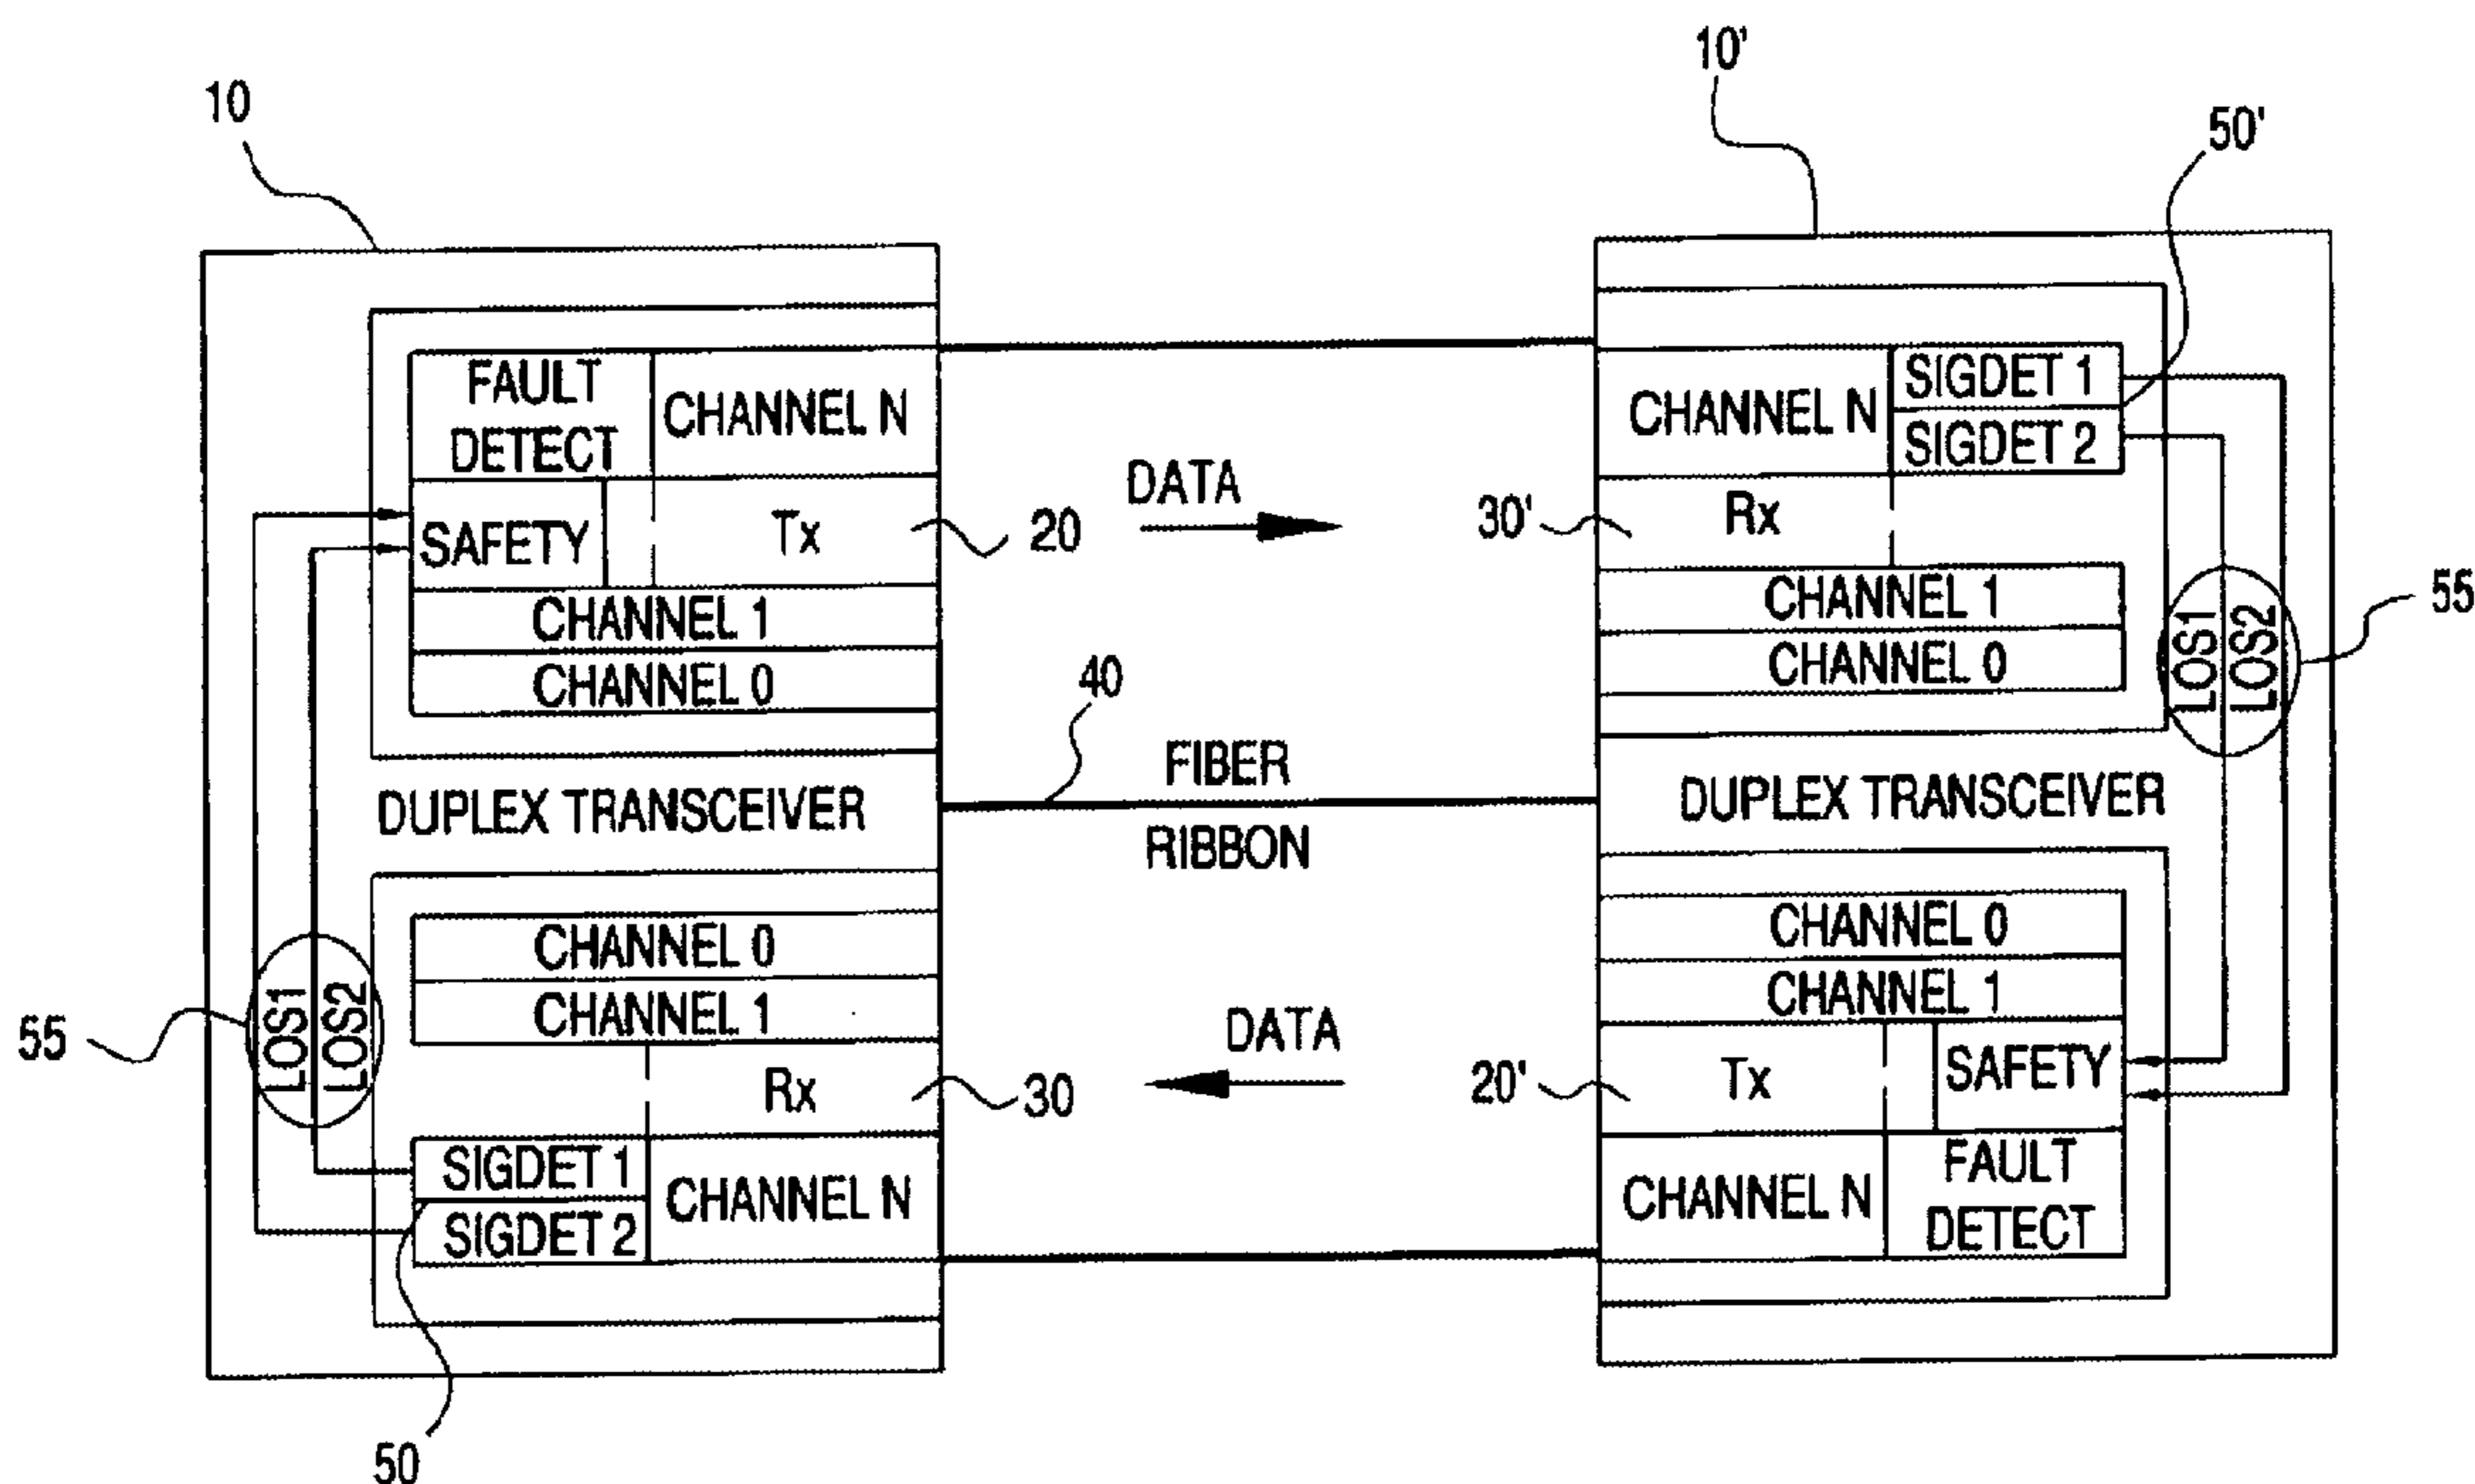 10
10'
50'
FAULT
DETECT
CHANNEL N
SAFETY
Tx
20
CHANNEL 1
CHANNEL 0
DATA
CHANNEL N
SIGDET 1
SIGDET 2
30'
Rx
CHANNEL 1
CHANNEL 0
LOS1
LOS2
55
40
FIBER
RIBBON
DUPLEX TRANSCEIVER
DUPLEX TRANSCEIVER
CHANNEL 0
CHANNEL 1
Rx
30
SIGDET 1
SIGDET 2
CHANNEL N
LOS1
LOS2
55
50
DATA
CHANNEL 0
CHANNEL 1
20'
Tx
SAFETY
CHANNEL N
FAULT
DETECT